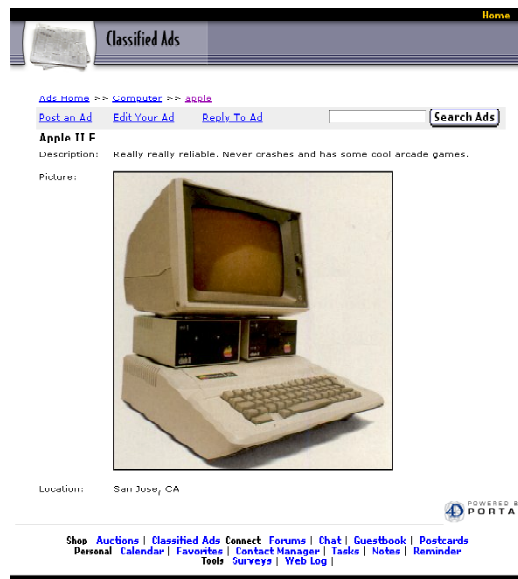 Home
Classified Ads
Ads Home >> Computer >> apple
Post an Ad Edit Your Ad Reply To Ad Search Ads
Apple II E
Description: Really really reliable. Never crashes and has some cool arcade games.
Picture:
Location: San Jose, CA
POWERED B
4D PORTA
Shop Auctions | Classified Ads Connect Forums | Chat | Guestbook | Postcards
Personal Calendar | Favorites | Contact Manager | Tasks | Notes | Reminder
Tools Surveys | Web Log |